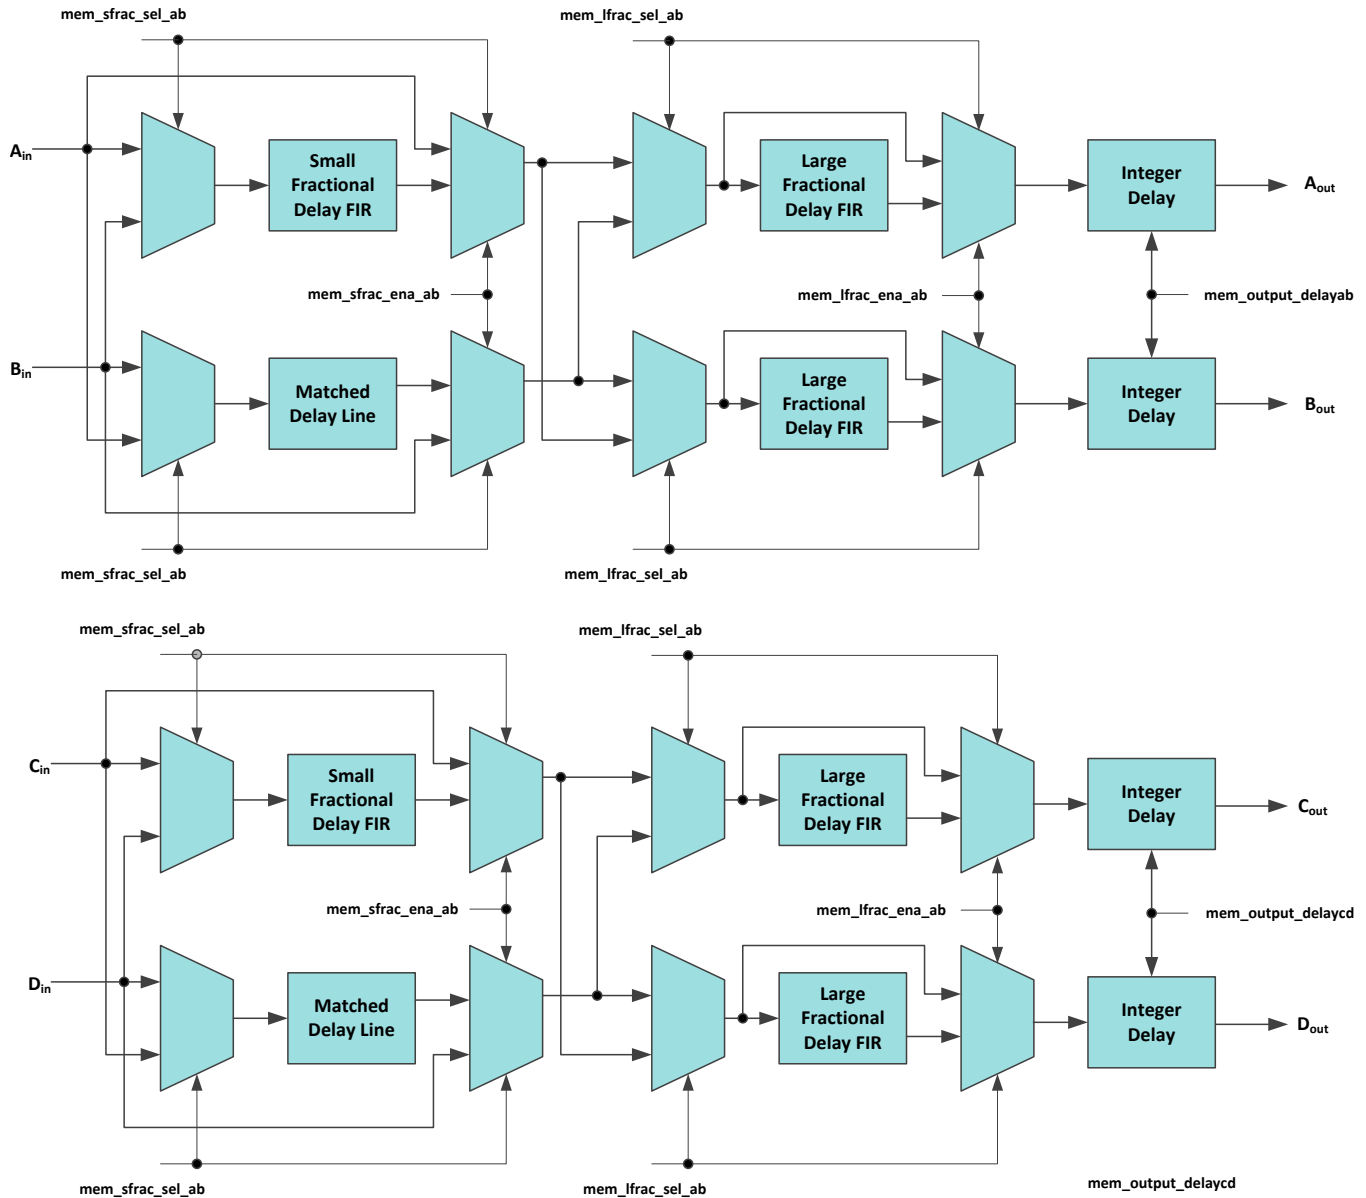 mem_sfrac_sel_ab
mem_lfrac_sel_ab
Ain
Small
Fractional
Delay FIR
Large
Fractional
Delay FIR
Integer
Delay
Aout
mem_sfrac_ena_ab
mem_lfrac_ena_ab
mem_output_delayab
Bin
Matched
Delay Line
Large
Fractional
Delay FIR
Integer
Delay
Bout
mem_sfrac_sel_ab
mem_lfrac_sel_ab
mem_sfrac_sel_ab
mem_lfrac_sel_ab
Cin
Small
Fractional
Delay FIR
Large
Fractional
Delay FIR
Integer
Delay
Cout
mem_sfrac_ena_ab
mem_lfrac_ena_ab
mem_output_delaycd
Din
Matched
Delay Line
Large
Fractional
Delay FIR
Integer
Delay
Dout
mem_sfrac_sel_ab
mem_lfrac_sel_ab
mem_output_delaycd